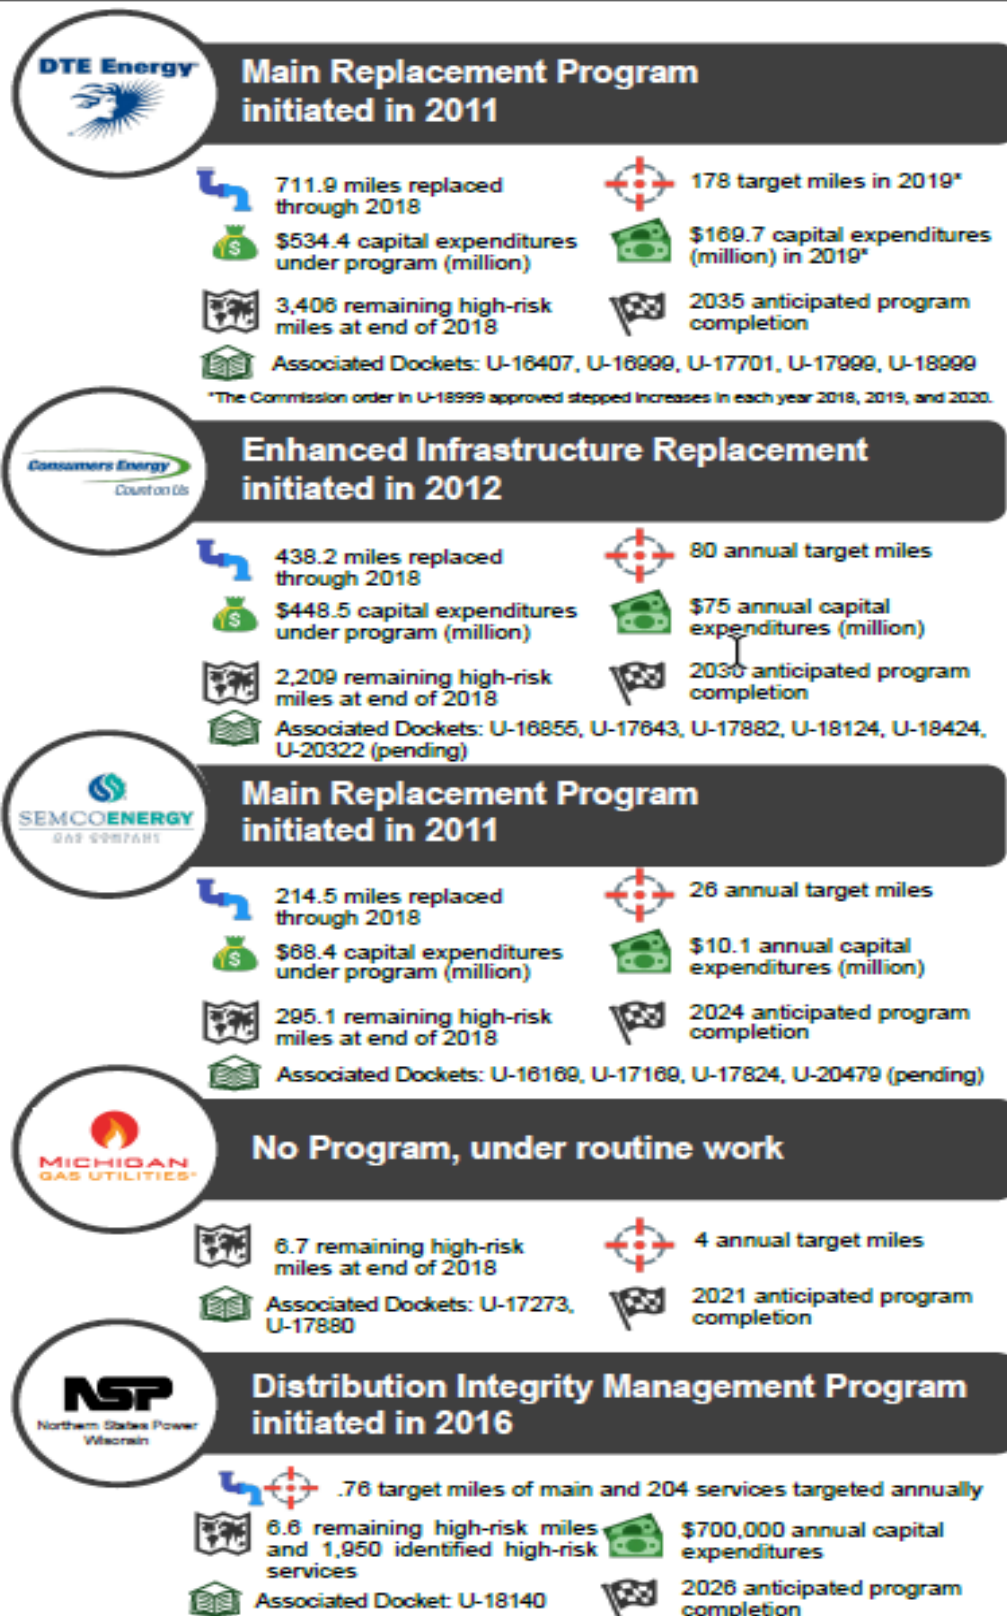 DTE Energy
Main Replacement Program
initiated in 2011
711.9 miles replaced
through 2018
178 target miles in 2019*
$534.4 capital expenditures
under program (million)
$169.7 capital expenditures
(million) in 2019*
3,406 remaining high-risk
miles at end of 2018
2035 anticipated program
completion
Associated Dockets: U-16407, U-16999, U-17701, U-17999, U-18999
*The Commission order in U-18999 approved stepped increases in each year 2018, 2019, and 2020.
Consumers Energy
Count on Us
Enhanced Infrastructure Replacement
initiated in 2012
438.2 miles replaced
through 2018
80 annual target miles
$448.5 capital expenditures
under program (million)
$75 annual capital
expenditures (million)
2,209 remaining high-risk
miles at end of 2018
anticipated program
completion
Associated Dockets: U-16855, U-17643, U-17882, U-18124, U-18424,
U-20322 (pending)
SEMCOENERGY
GAS COMPANY
Main Replacement Program
initiated in 2011
214.5 miles replaced
through 2018
26 annual target miles
$68.4 capital expenditures
under program (million)
$10.1 annual capital
expenditures (million)
295.1 remaining high-risk
miles at end of 2018
2024 anticipated program
completion
Associated Dockets: U-16169, U-17169, U-17824, U-20479 (pending)
MICHIGAN
GAS UTILITIES
No Program, under routine work
6.7 remaining high-risk
miles at end of 2018
4 annual target miles
Associated Dockets: U-17273,
U-17880
2021 anticipated program
completion
NSP
Northern States Power
Wisconsin
Distribution Integrity Management Program
initiated in 2016
.76 target miles of main and 204 services targeted annually
6.6 remaining high-risk miles
and 1,950 identified high-risk
services
$700,000 annual capital
expenditures
Associated Docket: U-18140
2026 anticipated program
completion